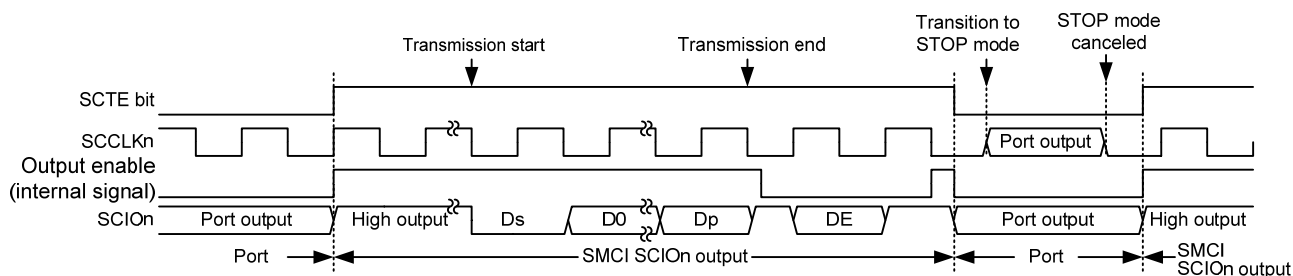 Transmission start
Transmission end
Transition to
STOP mode
STOP mode
canceled
SCTE bit
SCCLKn
Port output
Output enable
(internal signal)
SCIOn
Port output
High output
Ds
D0
Dp
DE
Port output
High output
Port
SMCI SCIOn output
Port
SMCI
SCIOn output